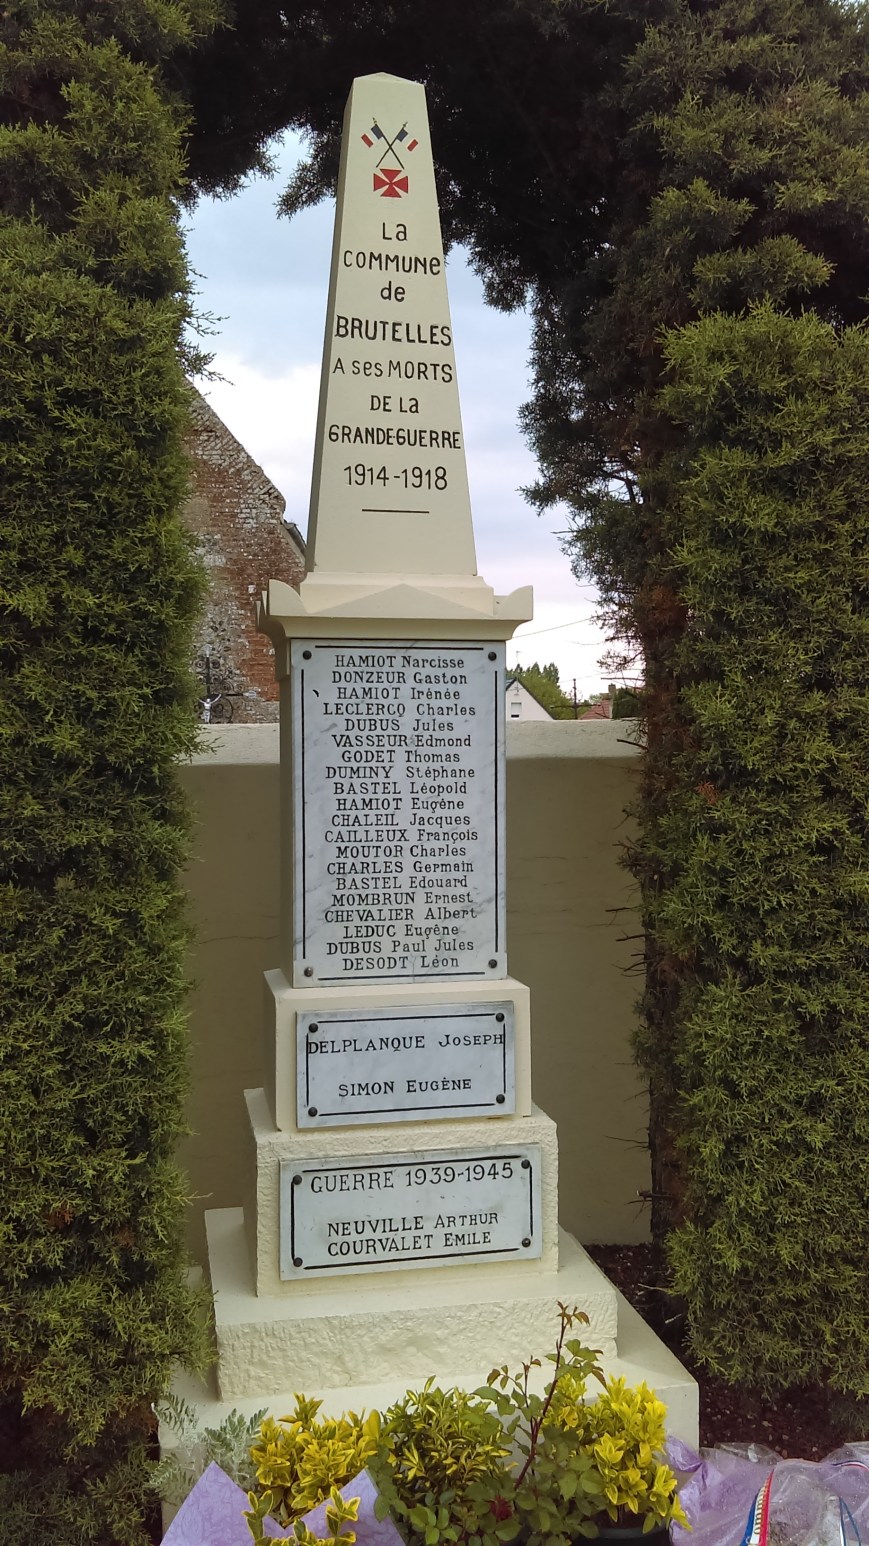 La
COMMUNe
de
BRUTELLES
A ses MORTS
DE La
GRANDEGUERRE
1914-1918
HAMIOT Narcisse
DONZEUR Gaston
HAMIOT Irénée
LECLERCQ Charles
DUBUS Jules
VASSEUR Edmond
GODET Thomas
DUMINY Stéphane
BASTEL Léopold
HAMIOT Eugène
CHALEIL Jacques
CAILLEUX François
MOUTOR Charles
CHARLES Germain
BASTEL Edouard
MOMBRUN Ernest
CHEVALIER Albert
LEDUC Eugêne
DUBUS Paul Jules
DESODT Léon
DELPLANQUE JOSEPH
SIMON EUGÈNE
GUERRE 1939-1945
NEUVILLE ARTHUR
COURVALET EMILE